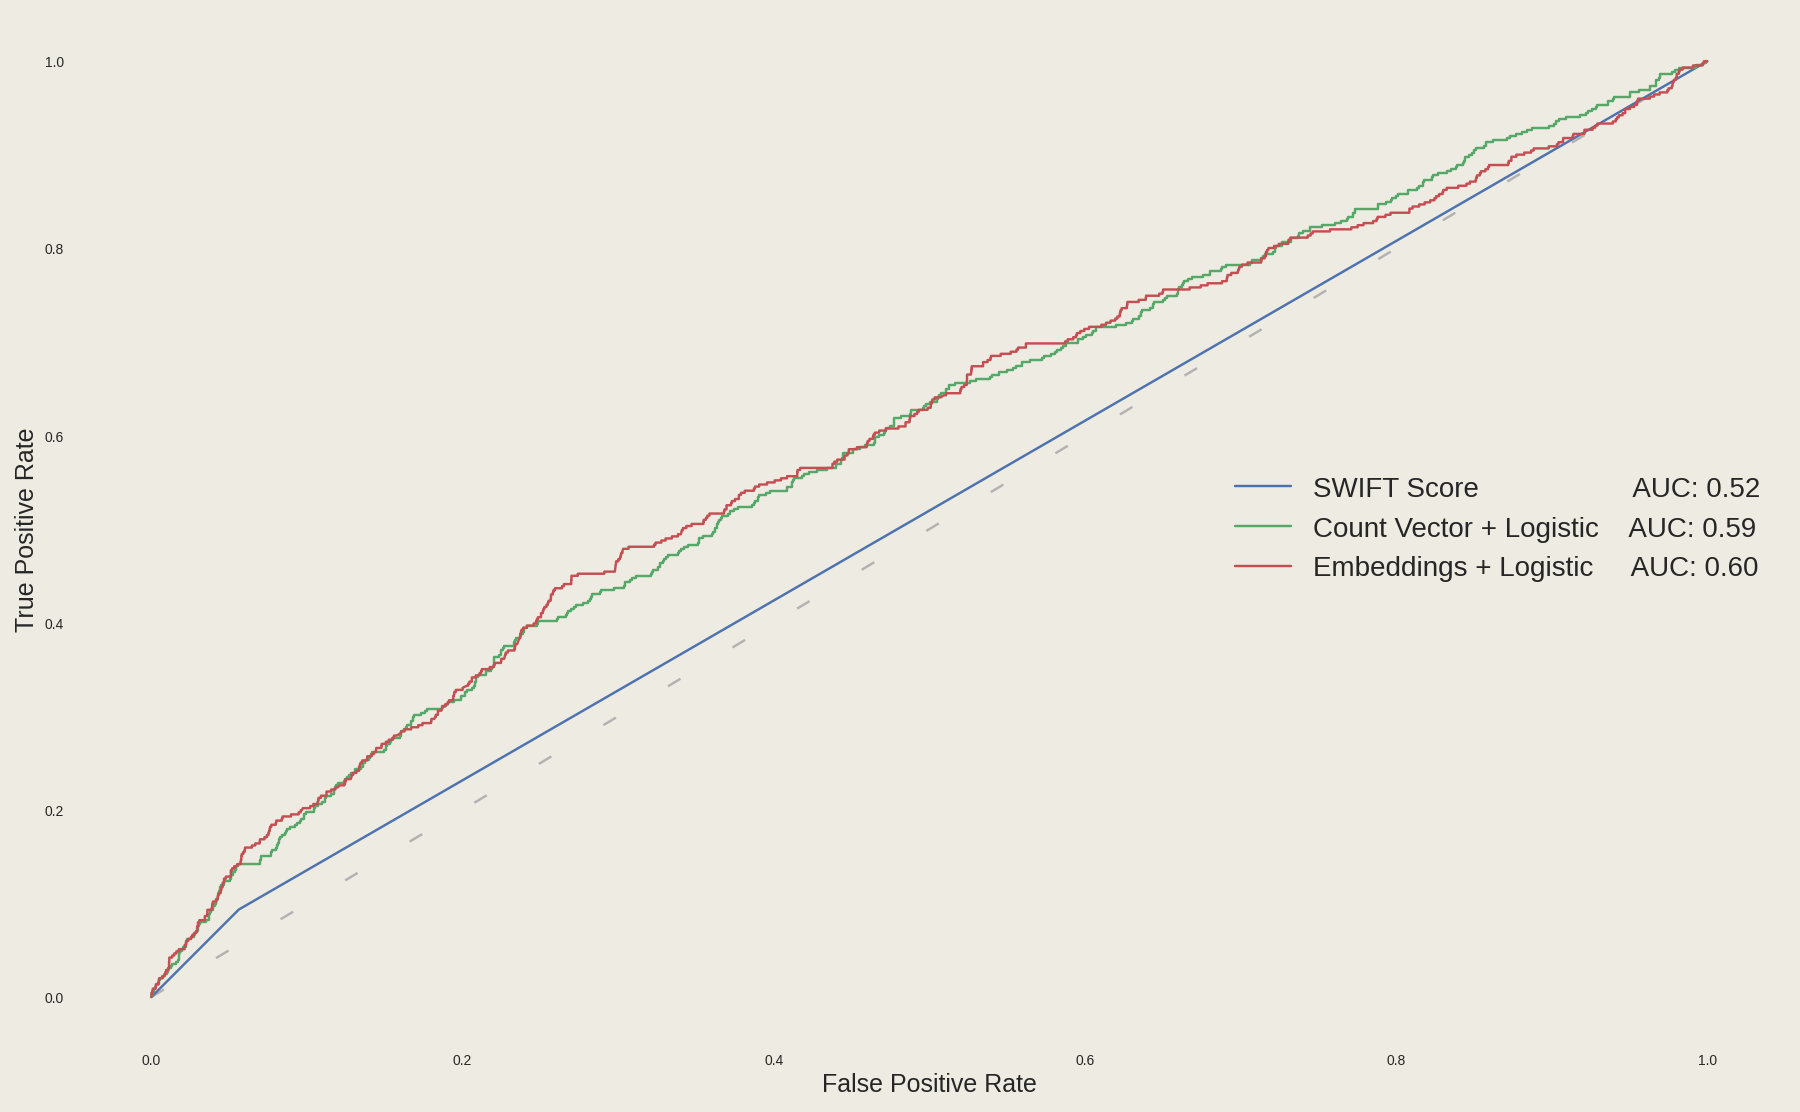 1.0
0.8
0.6
0.4
0.2
0.0
True Positive Rate
SWIFT Score AUC: 0.52
Count Vector + Logistic AUC: 0.59
Embeddings + Logistic AUC: 0.60
0.0 0.2 0.4 0.6 0.8 1.0
False Positive Rate